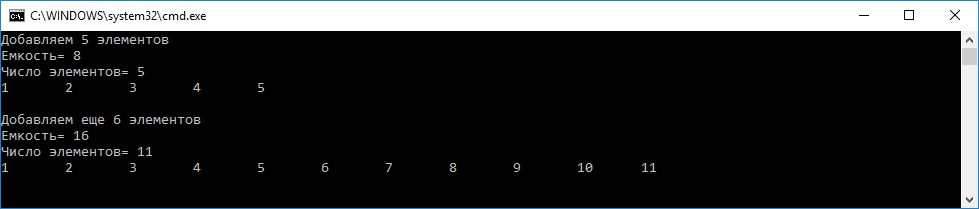 C:\WINDOWS\system32\cmd.exe
Добавляем 5 элементов
Емкость= 8
Число элементов= 5
1 2 3 4 5
Добавляем еще 6 элементов
Емкость= 16
Число элементов= 11
1 2 3 4 5 6 7 8 9 10 11